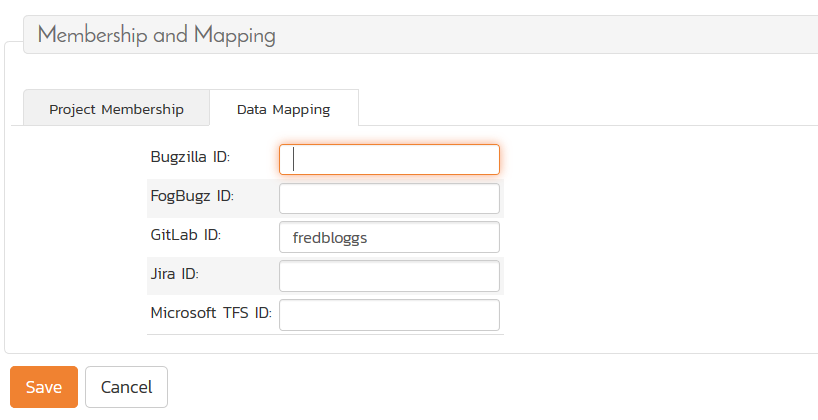 Membership and Mapping
Project Membership Data Mapping
Bugzilla ID:
FogBugz ID:
GitLab ID: fredbloggs
Jira ID:
Microsoft TFS ID:
Save Cancel